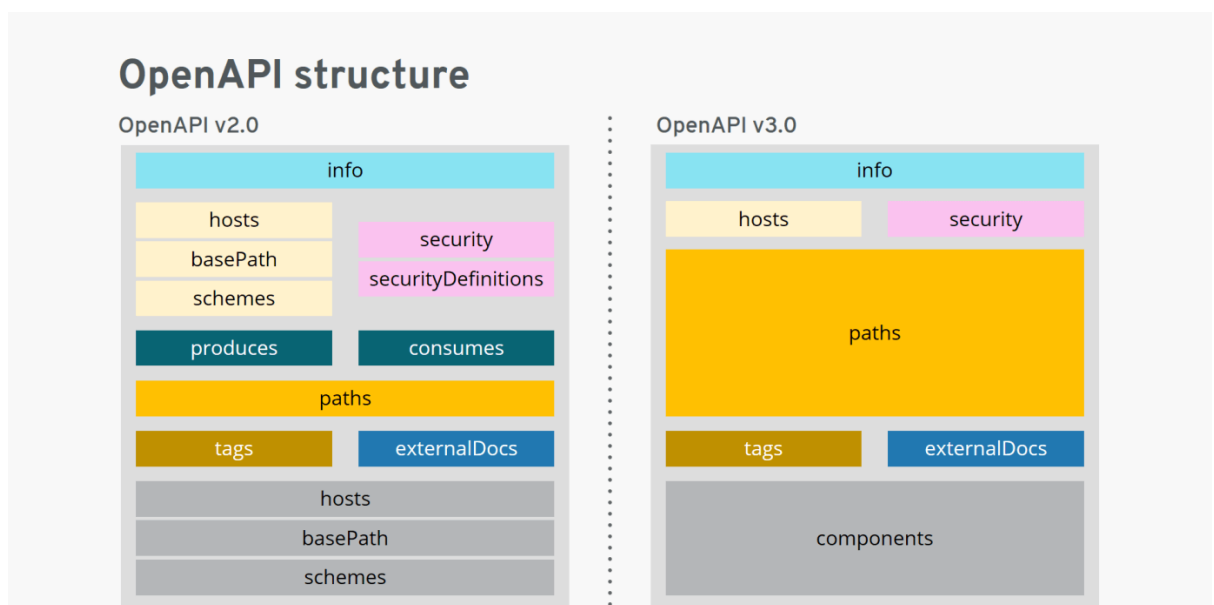 OpenAPI structure
OpenAPI v2.0
info
hosts
basePath
schemes
security
securityDefinitions
produces
consumes
paths
tags
externalDocs
hosts
basePath
schemes
OpenAPI v3.0
info
hosts
security
paths
tags
externalDocs
components